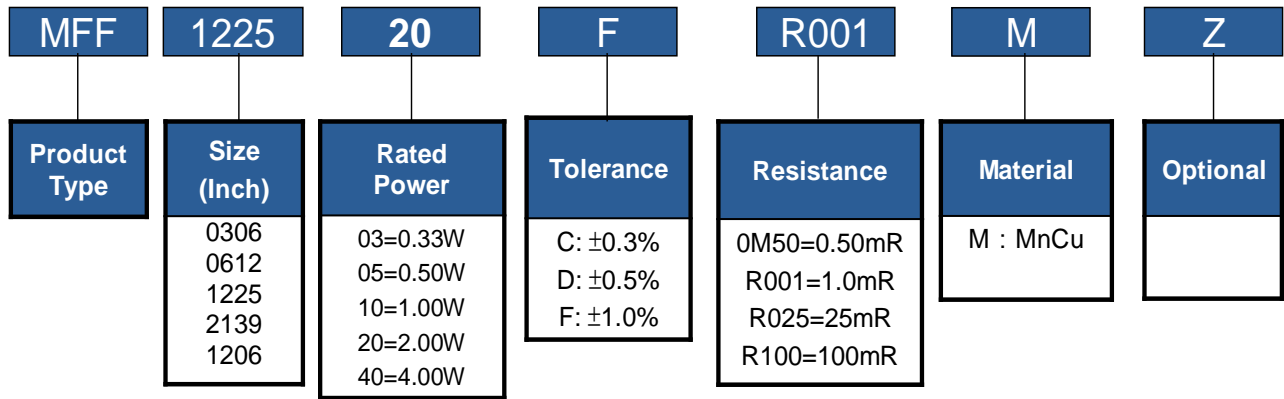 MFF 1225 20 F R001 M Z
Product
Type
Size
(Inch)
0306
0612
1225
2139
1206
Rated
Power
03=0.33W
05=0.50W
10=1.00W
20=2.00W
40=4.00W
Tolerance
C: ±0.3%
D: ±0.5%
F: ±1.0%
Resistance
0M50=0.50mR
R001=1.0mR
R025=25mR
R100=100mR
Material
M：MnCu
Optional